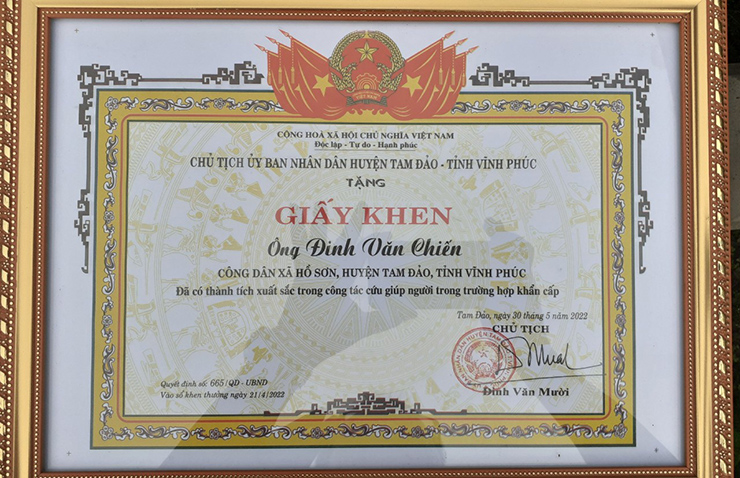 CỘNG HOÀ XÃ HỘI CHỦ NGHĨA VIỆT NAM
Độc lập - Tự do - Hạnh phúc
CHỦ TỊCH ỦY BAN NHÂN DÂN HUYỆN TAM ĐẢO - TỈNH VĨNH PHÚC
TẶNG
GIẤY KHEN
Ông Đinh Văn Chiến
CÔNG DÂN XÃ HỒ SƠN, HUYỆN TAM ĐẢO, TỈNH VĨNH PHÚC
Đã có thành tích xuất sắc trong công tác cứu giúp người trong trường hợp khẩn cấp
Tam Đảo, ngày 30 tháng 5 năm 2022
CHỦ TỊCH
Quyết định số: 665/QĐ - UBND
Vào sổ khen thưởng ngày 21/4/2022
Đinh Văn Mười